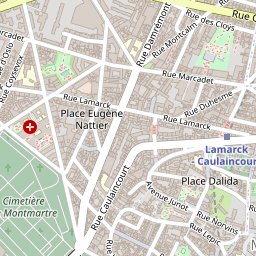 Rue des Cloys
Rue Montcalm
Rue Damrémont
Rue Marcadet
Rue Coysevox
Rue Marcadet
Rue Lamarck
Rue Duhesme
Place Eugène
Nattier
Rue Lamarck
Lamarck
Caulaincourt
Place Dalida
Avenue Junot
Cimetière
Montmartre
Rue Caulaincourt
Rue Norvins
Rue Lepic